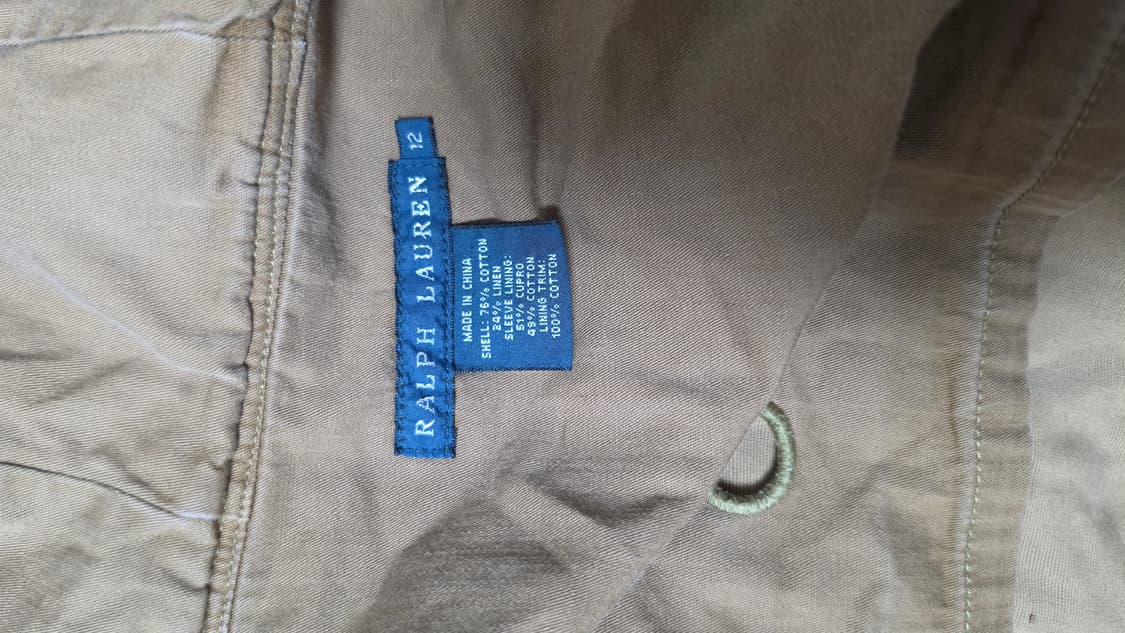 12
RALPH LAUREN
MADE IN CHINA
SHELL: 76% COTTON
24% LINEN
SLEEVE LINING:
51% CUPRO
49% COTTON
LINING TRIM:
100% COTTON